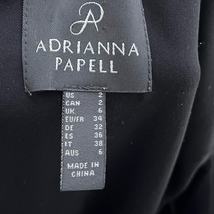 ADRIANNA
PAPELL
US 2
CAN 2
UK 6
EU/FR 34
DE 32
ES 36
IT 38
AUS 6
MADE IN
CHINA